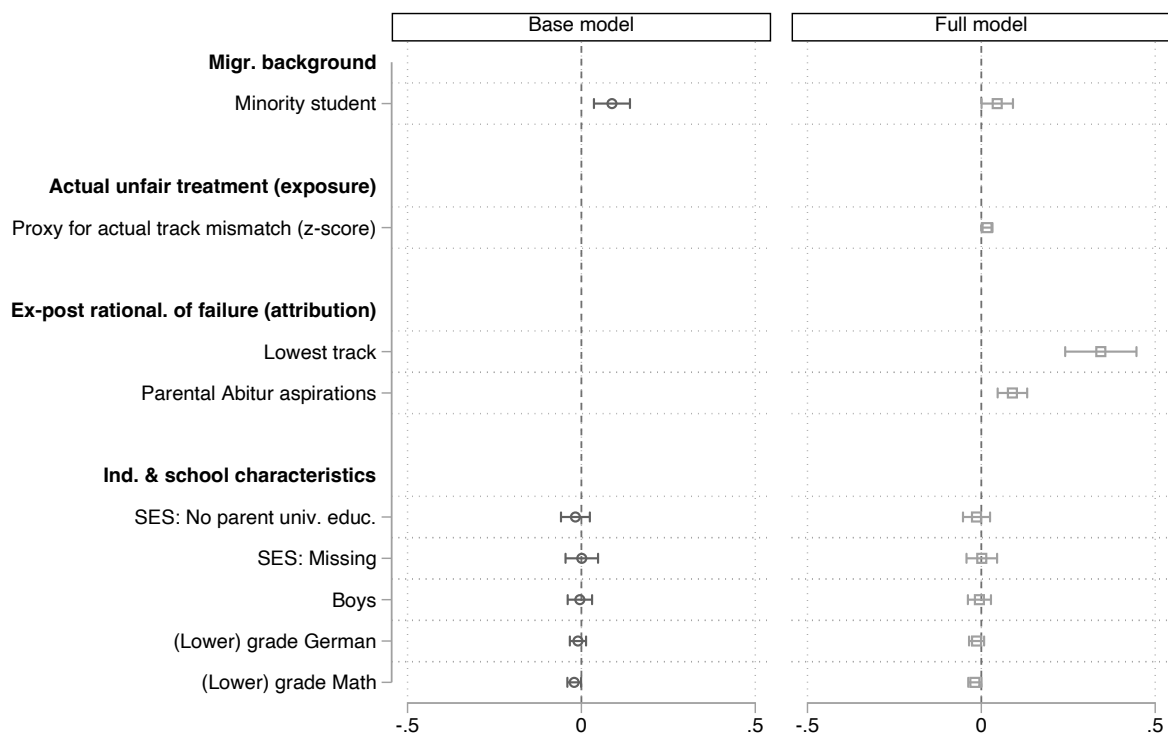 Base model
Full model
Migr. background
Minority student
Actual unfair treatment (exposure)
Proxy for actual track mismatch (z-score)
Ex-post rational. of failure (attribution)
Lowest track
Parental Abitur aspirations
Ind. & school characteristics
SES: No parent univ. educ.
SES: Missing
Boys
(Lower) grade German
(Lower) grade Math
-.5 0 .5
-.5 0 .5